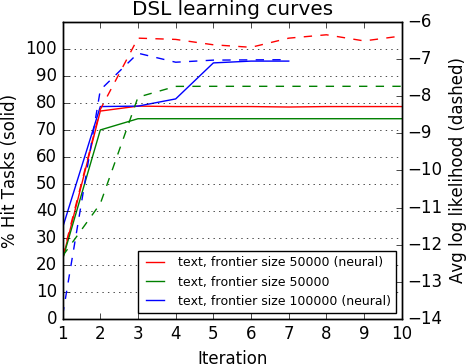 DSL learning curves
% Hit Tasks (solid)
100
90
80
70
60
50
40
30
20
10
0
−6
−7
−8
−9
−10
−11
−12
−13
−14
Avg log likelihood (dashed)
text, frontier size 50000 (neural)
text, frontier size 50000
text, frontier size 100000 (neural)
1 2 3 4 5 6 7 8 9 10
Iteration